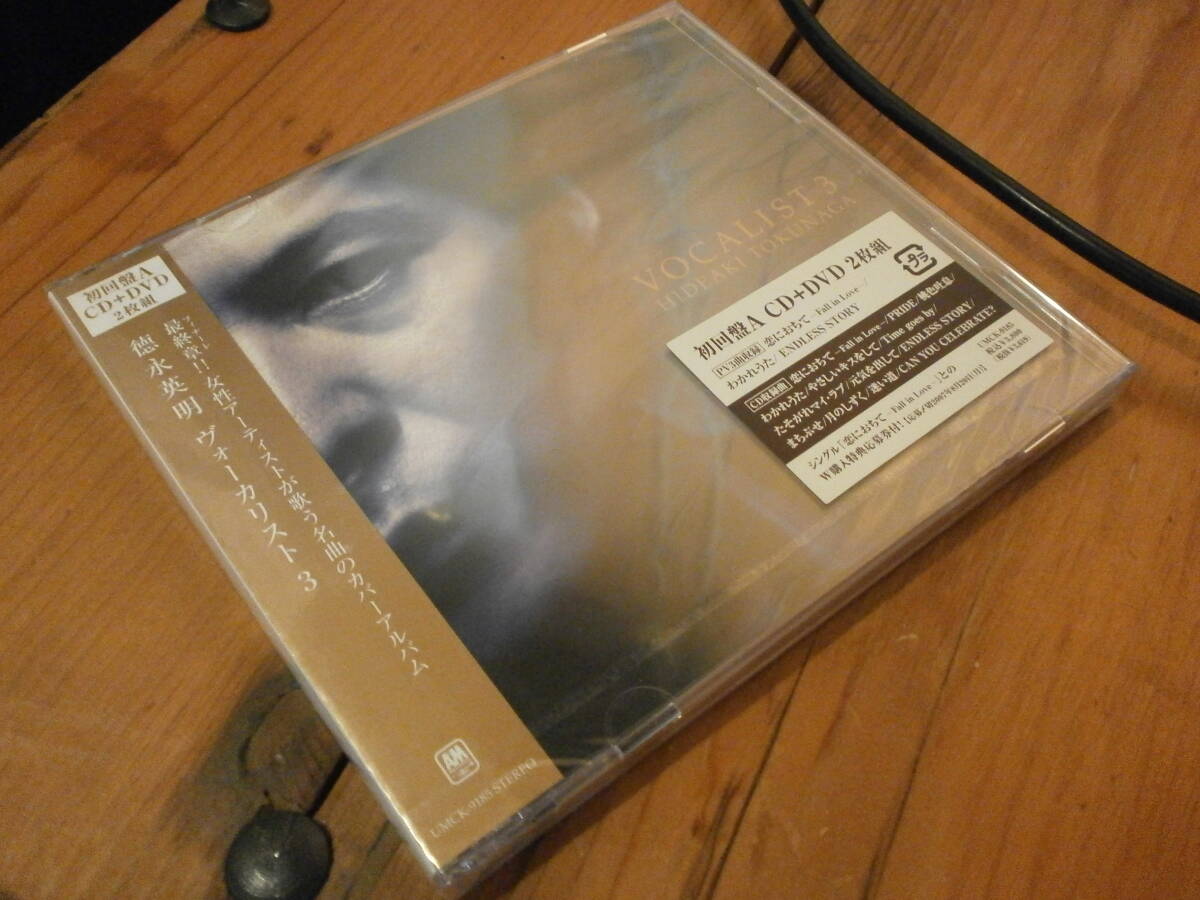 初回盤A
CD+DVD
2枚組
最終章!!女性アーティストが歌う名曲のカバーアルバム
徳永英明 ヴォーカリスト 3
AM
UMCK-9185 STEREO
VOCALIST 3
HIDEAKI TOKUNAGA
初回盤A CD+DVD 2枚組
プラ
PV3曲収録 恋におちて -Fall in Love-/
わかれうた/ENDLESS STORY
CD収録曲 恋におちて -Fall in Love-/PRIDE/桃色吐息/
わかれうた/やさしいキスをして/Time goes by/
たそがれマイ・ラブ/元気を出して/ENDLESS STORY/
まちぶせ/月のしずく/迷い道/CAN YOU CELEBRATE?
シングル「恋におちて -Fall in Love-」との
W購入特典応募券付!
UMCK-9185